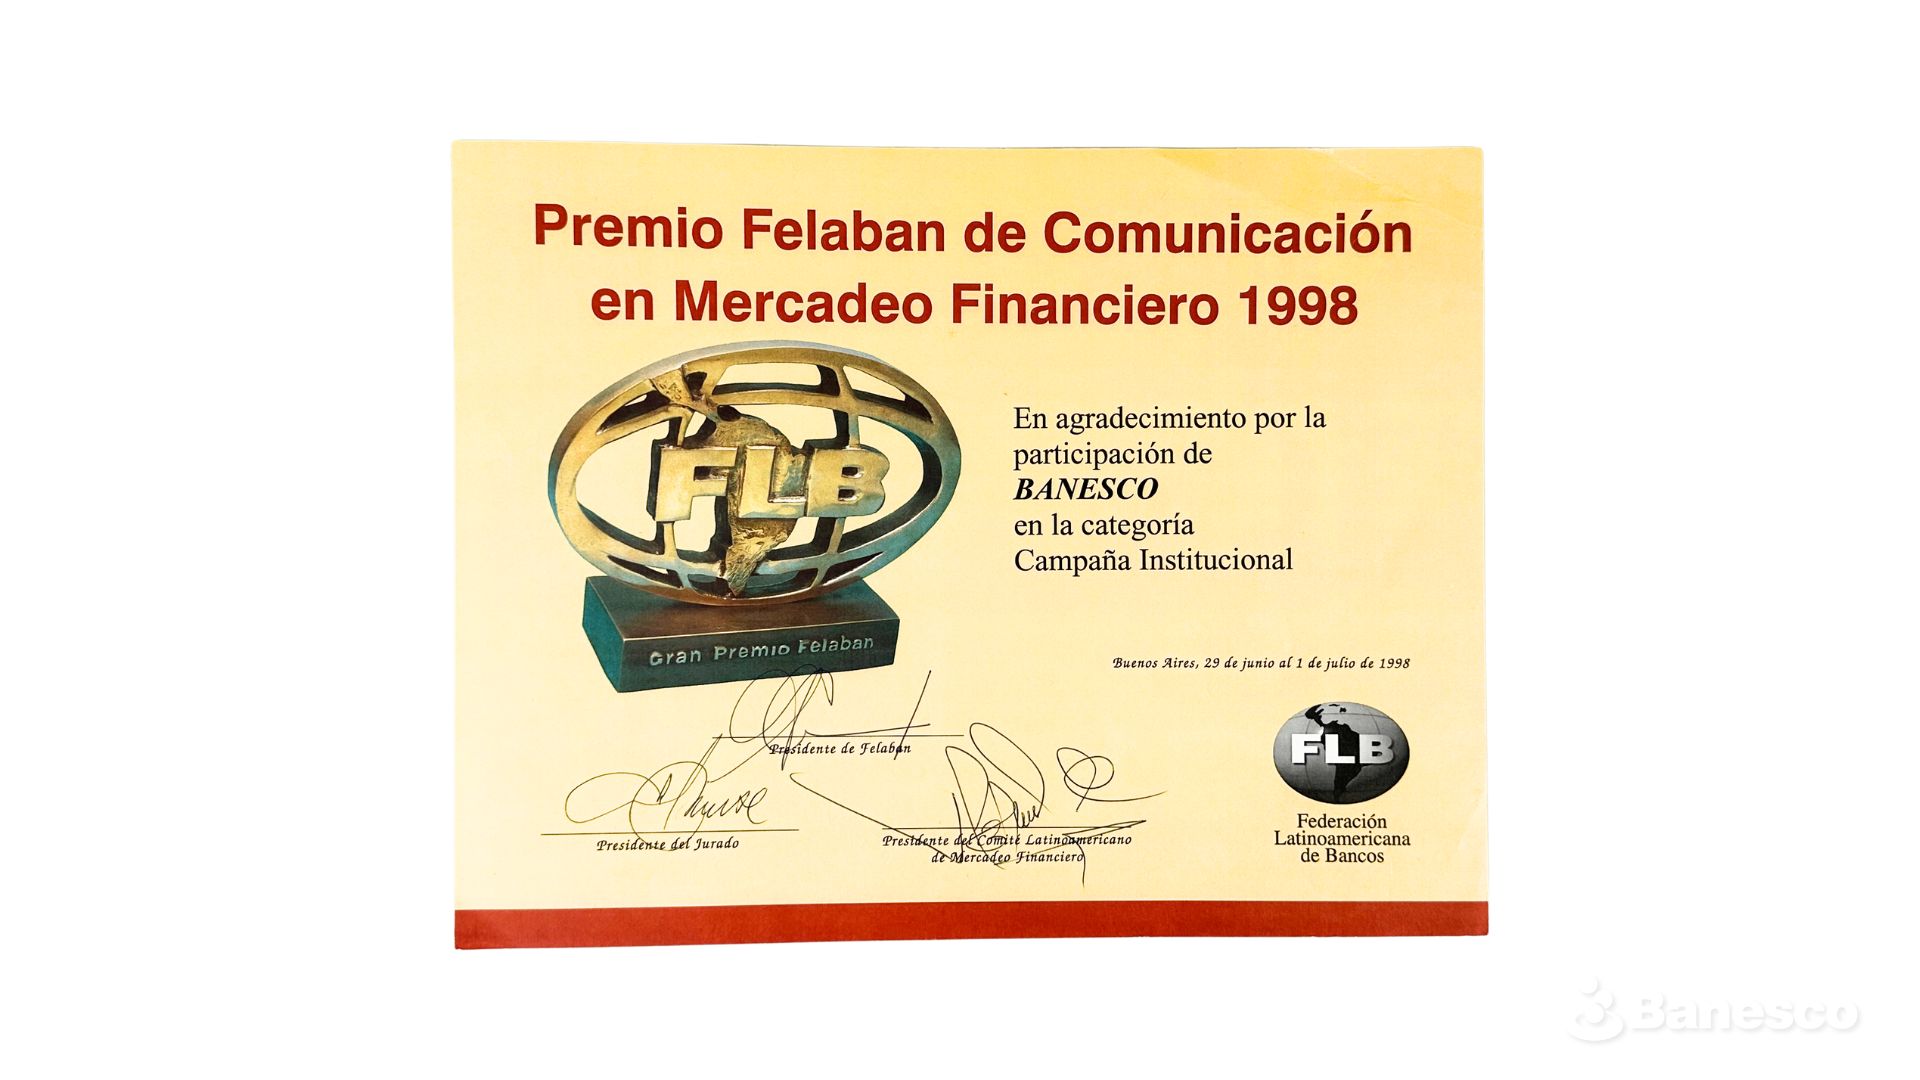 Premio Felaban de Comunicación
en Mercadeo Financiero 1998
FLB
Gran Premio Felaban
En agradecimiento por la
participación de
BANESCO
en la categoría
Campaña Institucional
Buenos Aires, 29 de junio al 1 de julio de 1998
Presidente de Felaban
Presidente del Jurado
Presidente del Comité Latinoamericano
de Mercadeo Financiero
FLB
Federación
Latinoamericana
de Bancos
Banesco